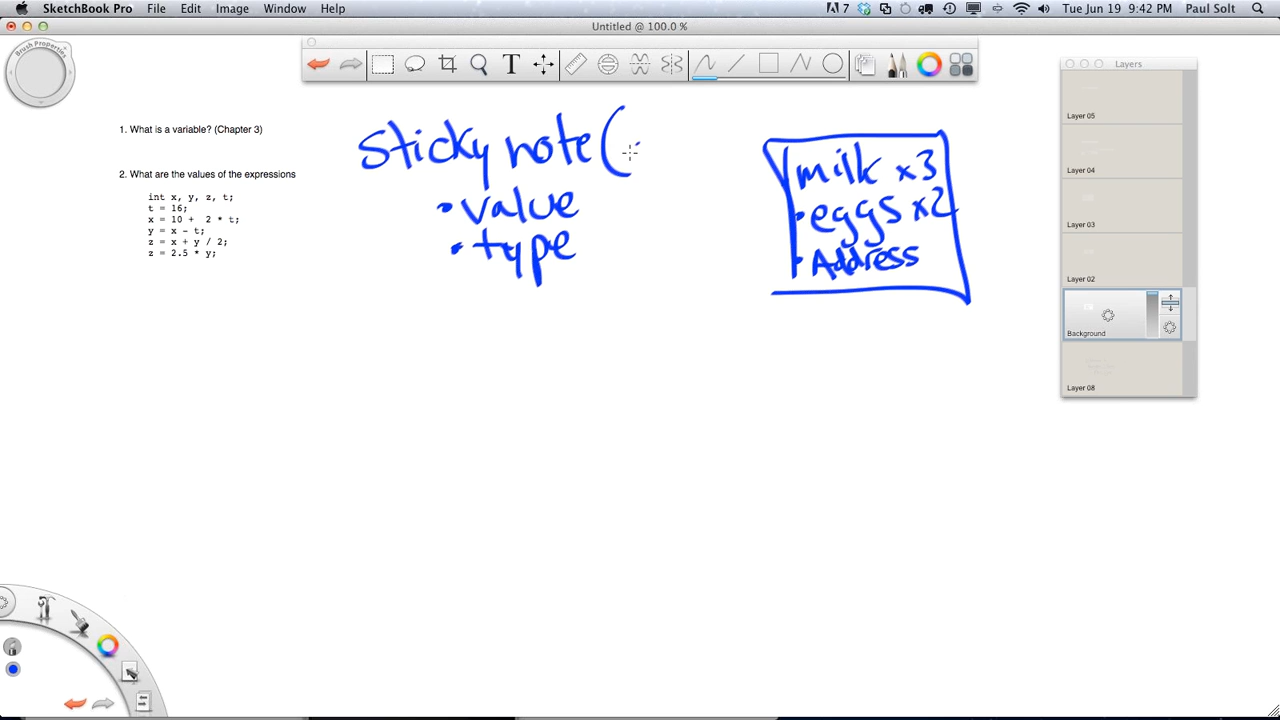 SketchBook Pro File Edit Image Window Help 7 Tue Jun 19 9:42 PM Paul Solt
Untitled @ 100.0 %
Brush Properties
T
Layers
Layer 05
Layer 04
Layer 03
Layer 02
Background
Layer 08
1. What is a variable? (Chapter 3)
2. What are the values of the expressions
int x, y, z, t;
t = 16;
x = 10 + 2 * t;
y = x - t;
z = x + y / 2;
z = 2.5 * y;
Sticky note (
• value
• type
milk x3
• eggs x2
• Address